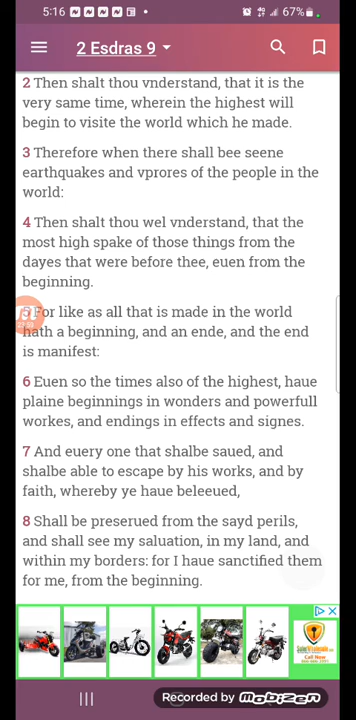 5:16 67%
2 Esdras 9
2 Then shalt thou vnderstand, that it is the
very same time, wherein the highest will
begin to visite the world which he made.
3 Therefore when there shall bee seene
earthquakes and vprores of the people in the
world:
4 Then shalt thou wel vnderstand, that the
most high spake of those things from the
dayes that were before thee, euen from the
beginning.
5 For like as all that is made in the world
hath a beginning, and an ende, and the end
is manifest:
6 Euen so the times also of the highest, haue
plaine beginnings in wonders and powerfull
workes, and endings in effects and signes.
7 And euery one that shalbe saued, and
shalbe able to escape by his works, and by
faith, whereby ye haue beleeued,
8 Shall be preserued from the sayd perils,
and shall see my saluation, in my land, and
within my borders: for I haue sanctified them
for me, from the beginning.
Call Now
Recorded by Mobizen